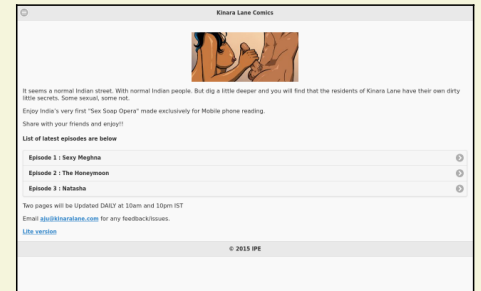 Kinara Lane Comics
It seems a normal Indian street. With normal Indian people. But dig a little deeper and you will find that the residents of Kinara Lane have their own dirty
little secrets. Some sexual, some not.
Enjoy India's very first "Sex Soap Opera" made exclusively for Mobile phone reading.
Share with your friends and enjoy!!
List of latest episodes are below
Episode 1 : Sexy Meghna
Episode 2 : The Honeymoon
Episode 3 : Natasha
Two pages will be Updated DAILY at 10am and 10pm IST
Email aju@kinaralane.com for any feedback/issues.
Lite version
© 2015 IPE